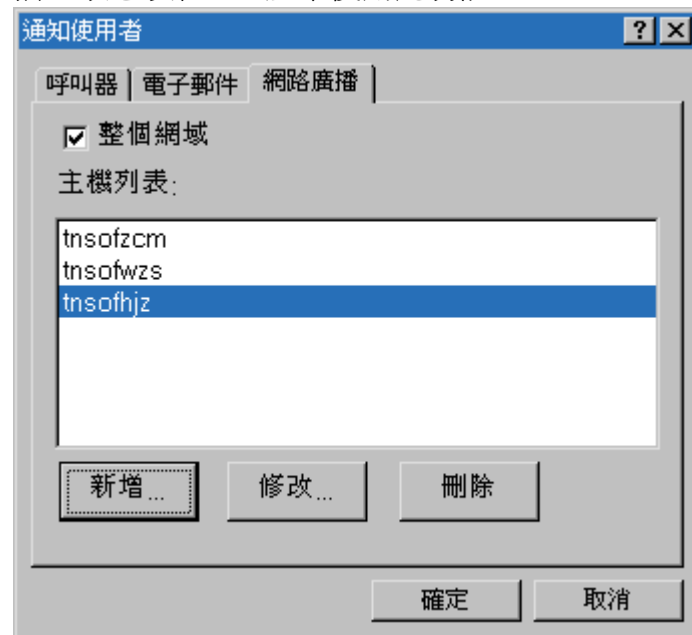 通知使用者
呼叫器 電子郵件 網路廣播
整個網域
主機列表:
tnsofzcm
tnsofwzs
tnsofhjz
新增... 修改... 刪除
確定 取消